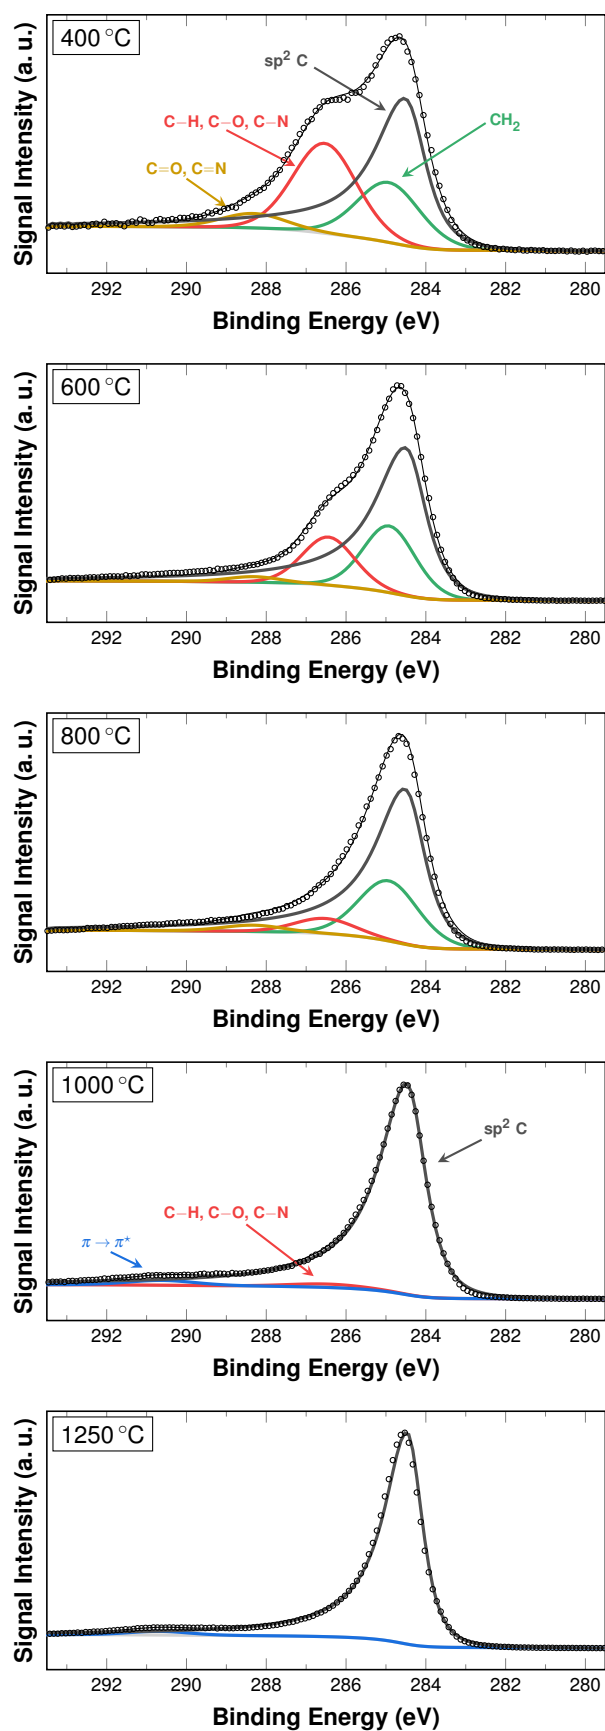 400 °C
sp² C
C–H, C–O, C–N
CH₂
C=O, C=N
Signal Intensity (a. u.)
292 290 288 286 284 282 280
Binding Energy (eV)
600 °C
Signal Intensity (a. u.)
292 290 288 286 284 282 280
Binding Energy (eV)
800 °C
Signal Intensity (a. u.)
292 290 288 286 284 282 280
Binding Energy (eV)
1000 °C
sp² C
C–H, C–O, C–N
π → π*
Signal Intensity (a. u.)
292 290 288 286 284 282 280
Binding Energy (eV)
1250 °C
Signal Intensity (a. u.)
292 290 288 286 284 282 280
Binding Energy (eV)